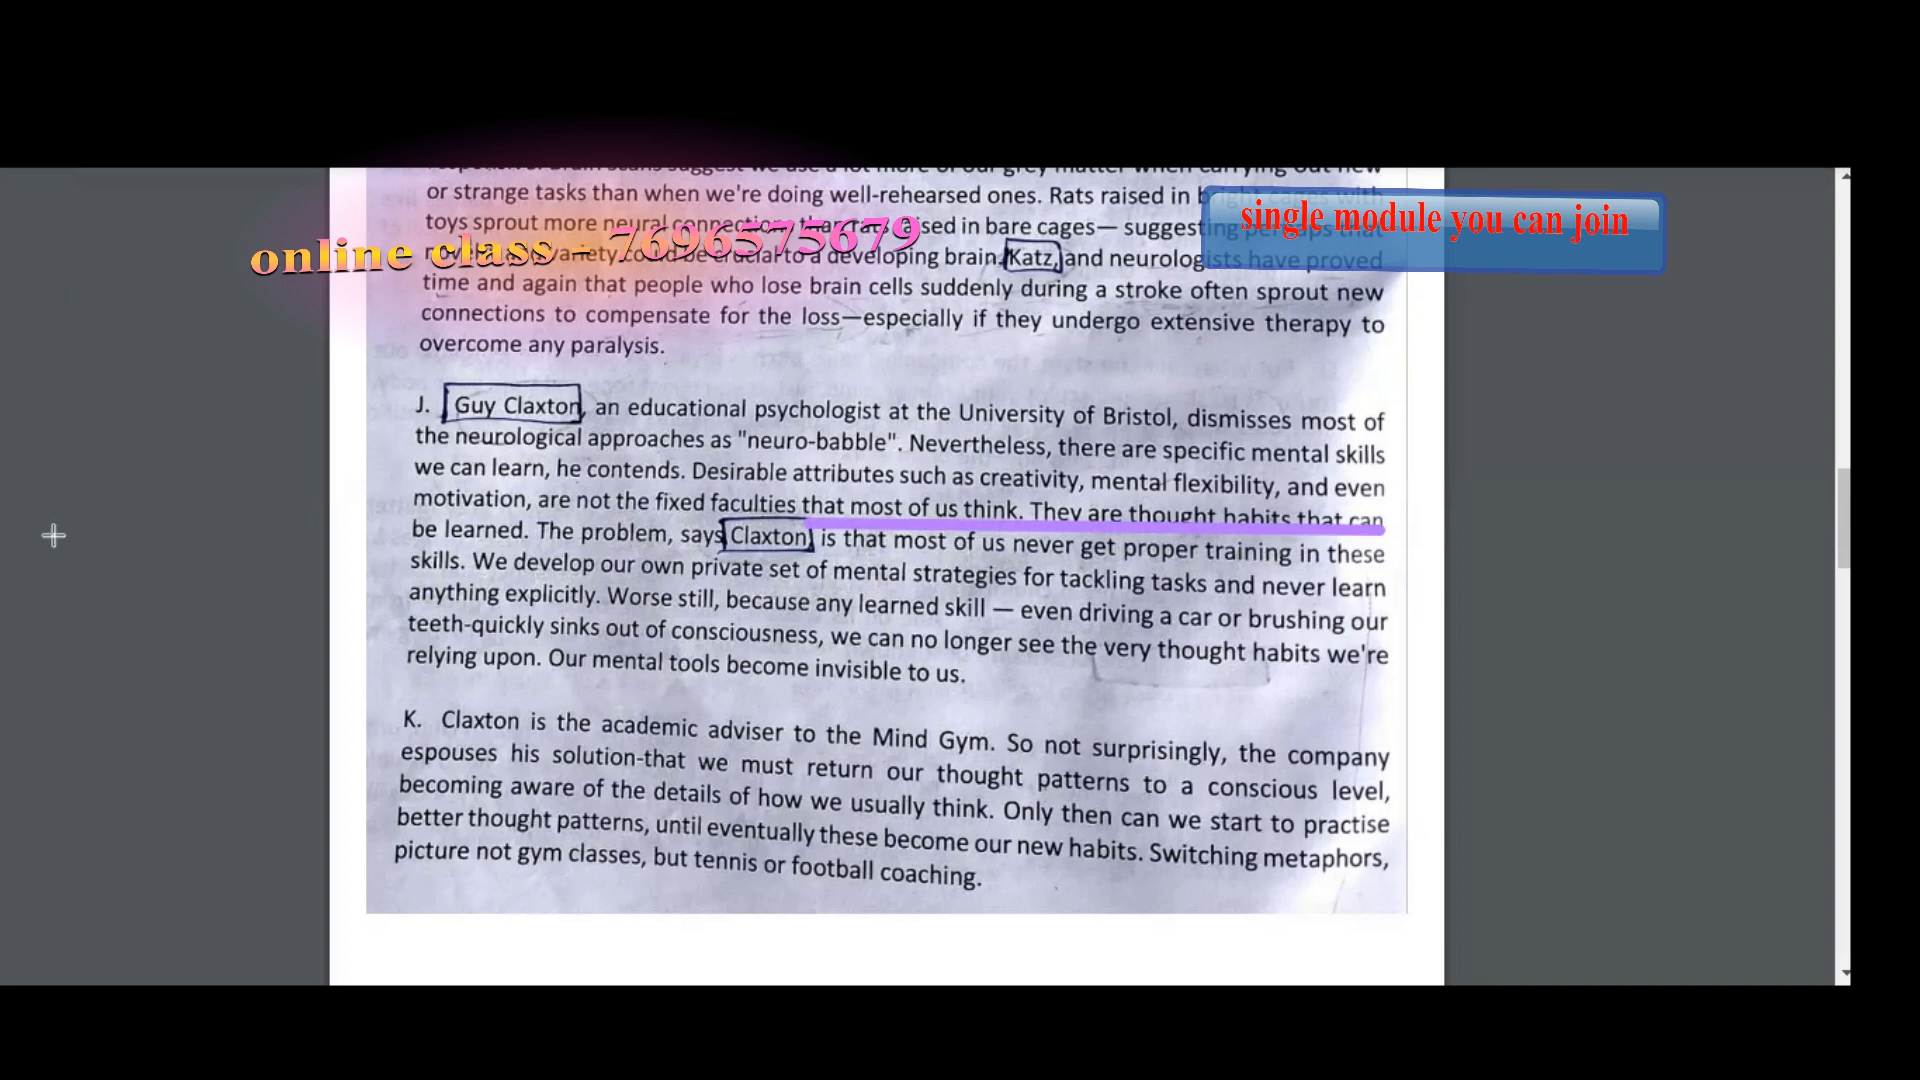 or strange tasks than when we're doing well-rehearsed ones. Rats raised in bright cages with
single module you can join
toys sprout more neural connections than rats raised in bare cages— suggesting perhaps that
online class - 7696575679
variety could be crucial to a developing brain. Katz, and neurologists have proved
time and again that people who lose brain cells suddenly during a stroke often sprout new
connections to compensate for the loss—especially if they undergo extensive therapy to
overcome any paralysis.
J. Guy Claxton, an educational psychologist at the University of Bristol, dismisses most of
the neurological approaches as "neuro-babble". Nevertheless, there are specific mental skills
we can learn, he contends. Desirable attributes such as creativity, mental flexibility, and even
motivation, are not the fixed faculties that most of us think. They are thought habits that can
be learned. The problem, says Claxton, is that most of us never get proper training in these
skills. We develop our own private set of mental strategies for tackling tasks and never learn
anything explicitly. Worse still, because any learned skill — even driving a car or brushing our
teeth-quickly sinks out of consciousness, we can no longer see the very thought habits we're
relying upon. Our mental tools become invisible to us.
K. Claxton is the academic adviser to the Mind Gym. So not surprisingly, the company
espouses his solution-that we must return our thought patterns to a conscious level,
becoming aware of the details of how we usually think. Only then can we start to practise
better thought patterns, until eventually these become our new habits. Switching metaphors,
picture not gym classes, but tennis or football coaching.